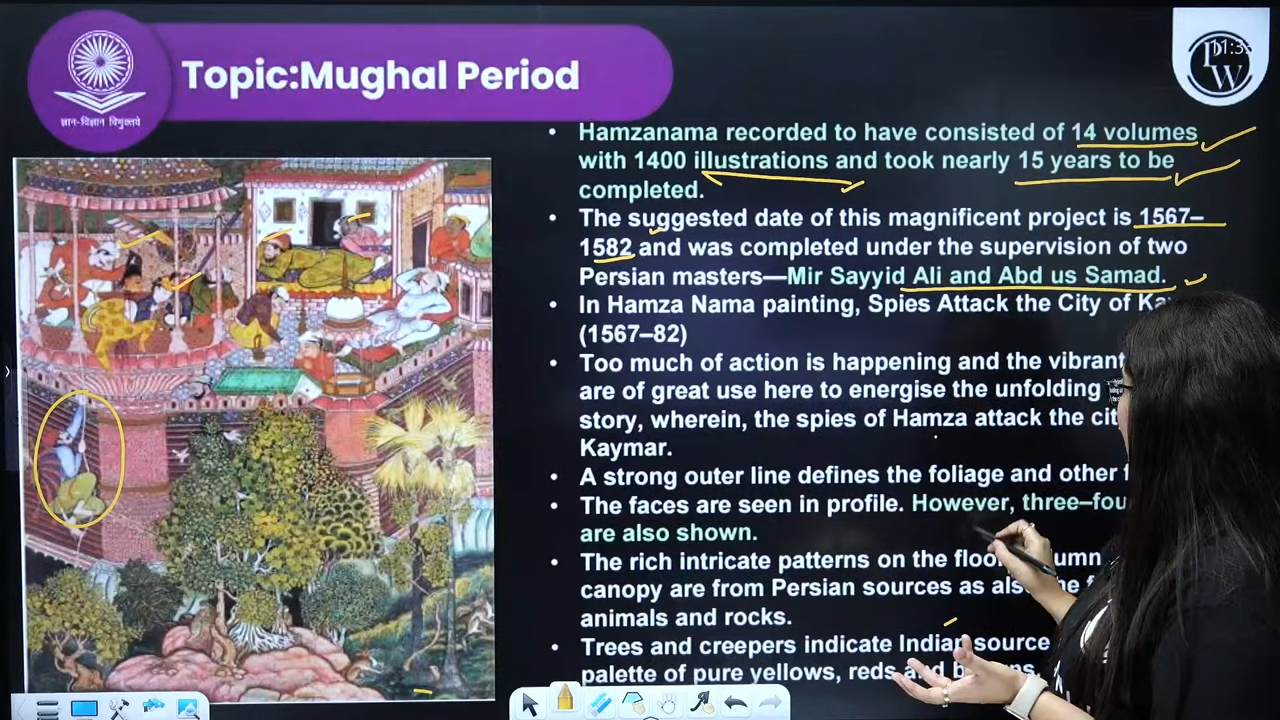 Topic:Mughal Period
ज्ञान-विज्ञान विमुक्तये
11:3
P
W
• Hamzanama recorded to have consisted of 14 volumes
with 1400 illustrations and took nearly 15 years to be
completed.
• The suggested date of this magnificent project is 1567–
1582 and was completed under the supervision of two
Persian masters—Mir Sayyid Ali and Abd us Samad.
• In Hamza Nama painting, Spies Attack the City of
(1567–82)
• Too much of action is happening and the vibrant
are of great use here to energise the unfolding
story, wherein, the spies of Hamza attack the
Kaymar.
• A strong outer line defines the foliage and other
• The faces are seen in profile. However,
are also shown.
• The rich intricate patterns on the
canopy are from Persian sources as
animals and rocks.
• Trees and creepers indicate Indian source
palette of pure yellows, reds and